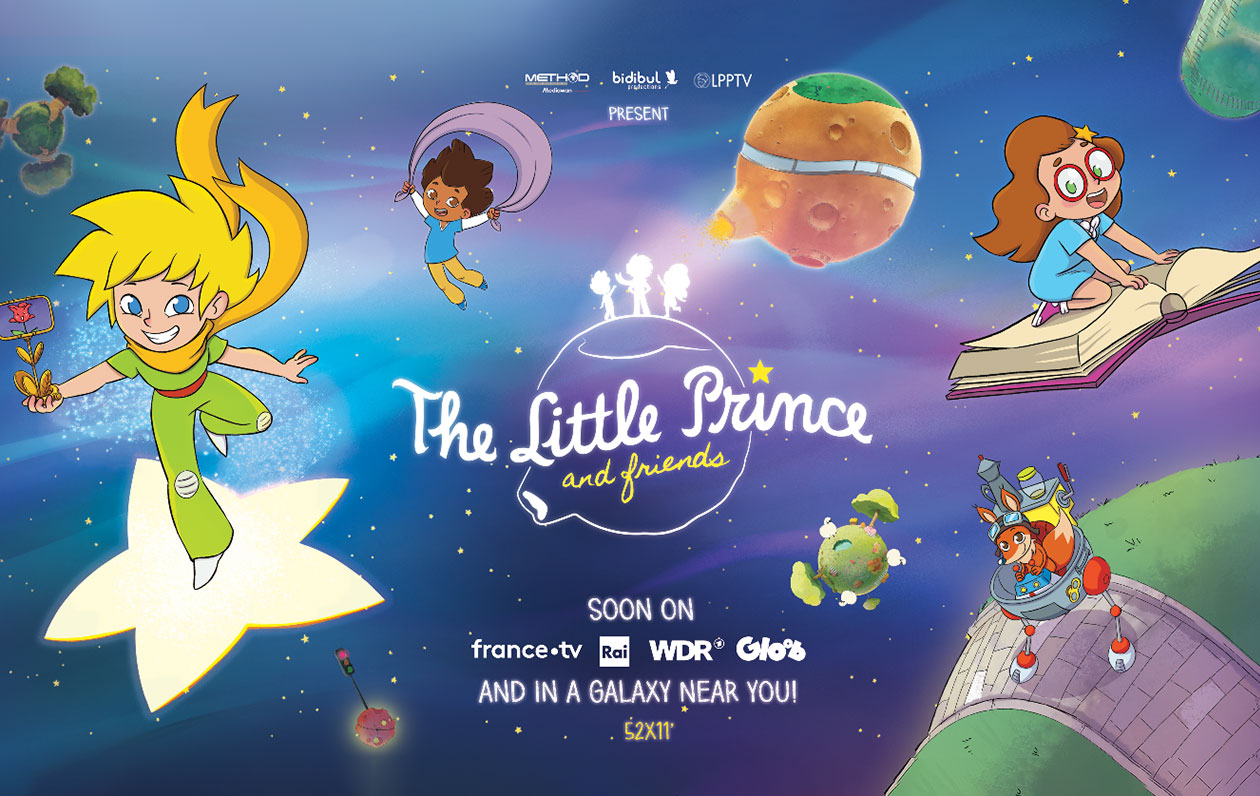 METHOD bidibul LPPTV
Mediawan productions
PRESENT
The Little Prince
and friends
SOON ON
france•tv Rai WDR Gloob
AND IN A GALAXY NEAR YOU!
52X11'